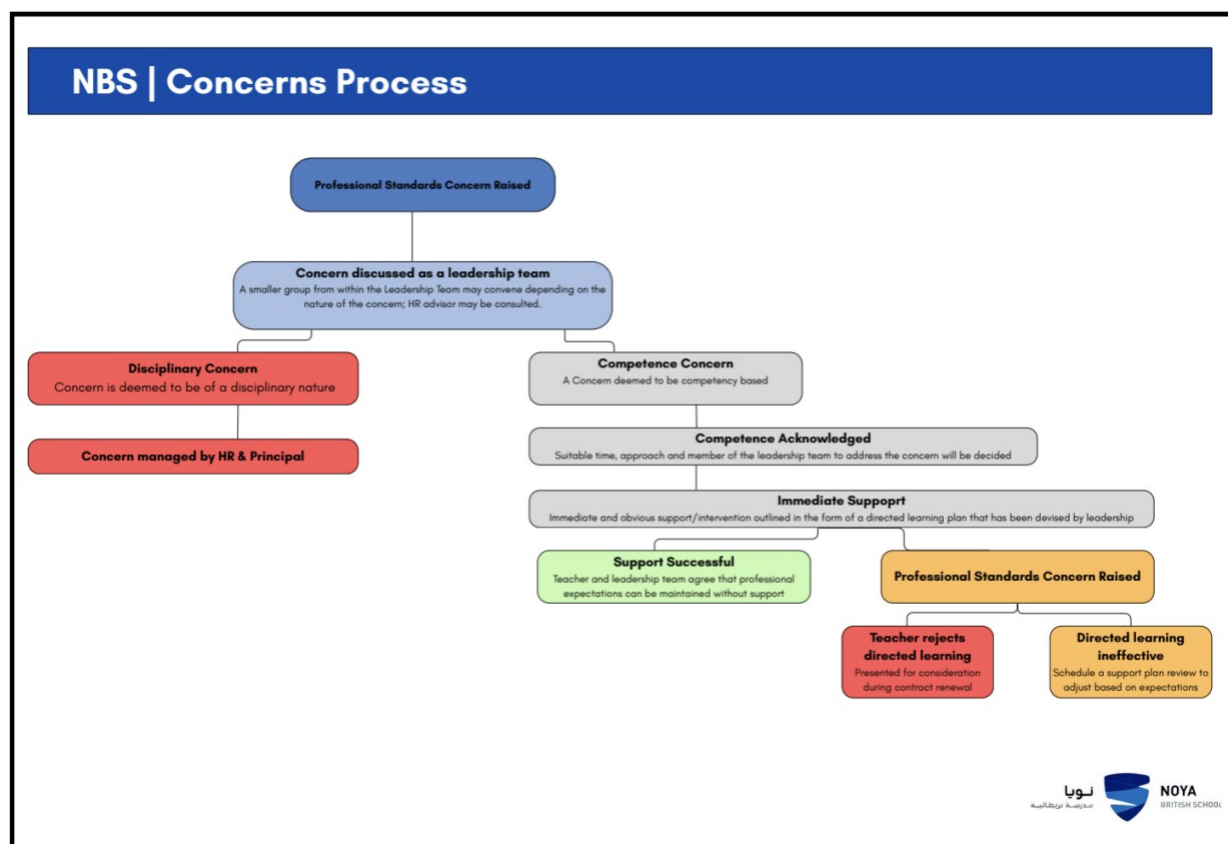 NBS | Concerns Process
Professional Standards Concern Raised
Concern discussed as a leadership team
A smaller group from within the Leadership Team may convene depending on the
nature of the concern; HR advisor may be consulted.
Disciplinary Concern
Concern is deemed to be of a disciplinary nature
Concern managed by HR & Principal
Competence Concern
A Concern deemed to be competency based
Competence Acknowledged
Suitable time, approach and member of the leadership team to address the concern will be decided
Immediate Suppoprt
Immediate and obvious support/intervention outlined in the form of a directed learning plan that has been devised by leadership
Support Successful
Teacher and leadership team agree that professional
expectations can be maintained without support
Professional Standards Concern Raised
Teacher rejects
directed learning
Presented for consideration
during contract renewal
Directed learning
ineffective
Schedule a support plan review to
adjust based on expectations
نويا
مدرسة بريطانية
NOYA
BRITISH SCHOOL